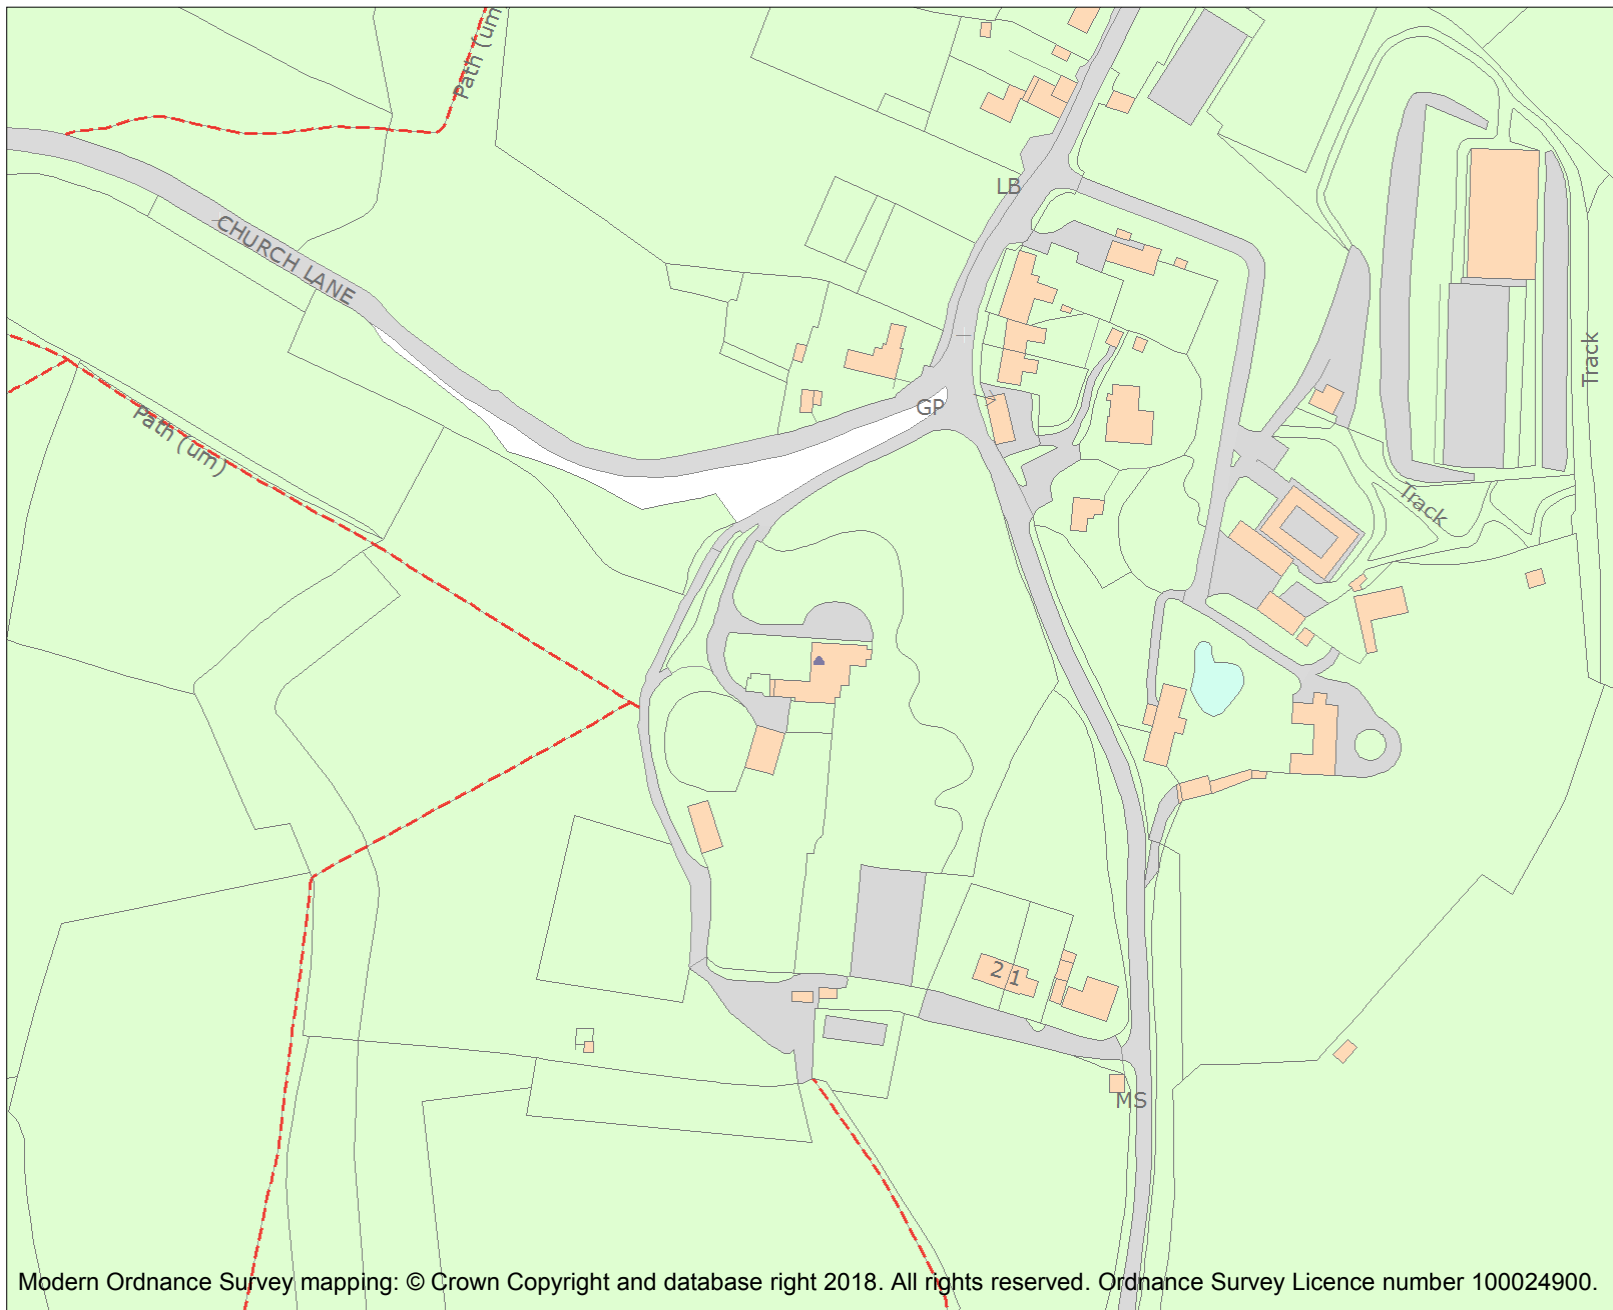 Path (um
LB
CHURCH LANE
Track
GP
Path (um)
Track
2 1
MS
Modern Ordnance Survey mapping: © Crown Copyright and database right 2018. All rights reserved. Ordnance Survey Licence number 100024900.